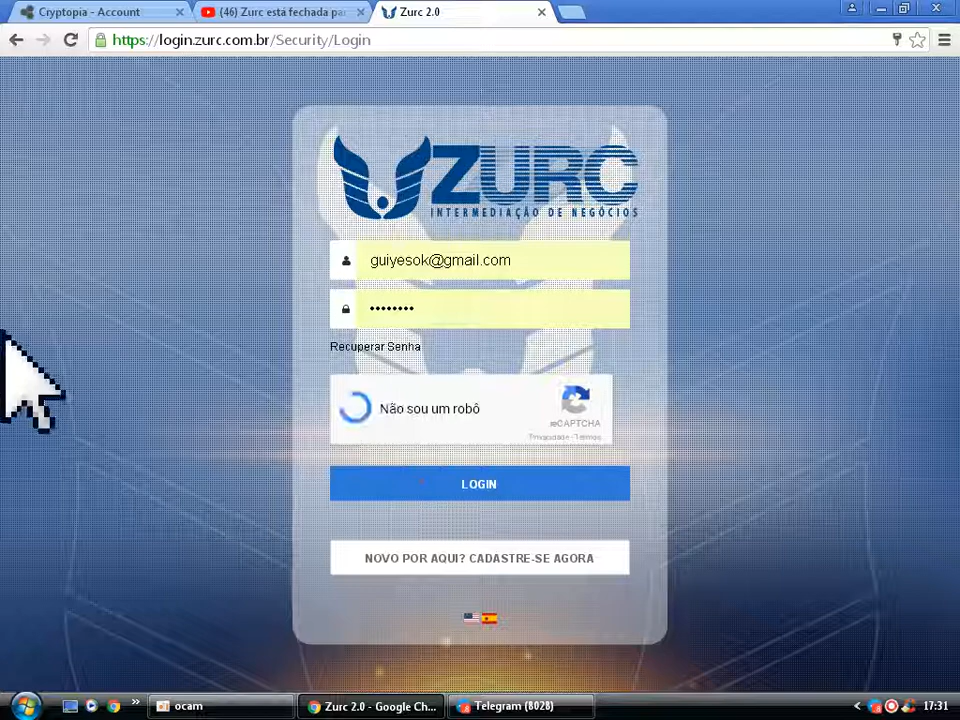 Cryptopia - Account
(46) Zurc está fechada par
Zurc 2.0
https://login.zurc.com.br/Security/Login
ZURC
INTERMEDIAÇÃO DE NEGÓCIOS
guiyesok@gmail.com
••••••••
Recuperar Senha
Não sou um robô
reCAPTCHA
Privacidade - Termos
LOGIN
NOVO POR AQUI? CADASTRE-SE AGORA
ocam
Zurc 2.0 - Google Ch...
Telegram (8028)
17:31